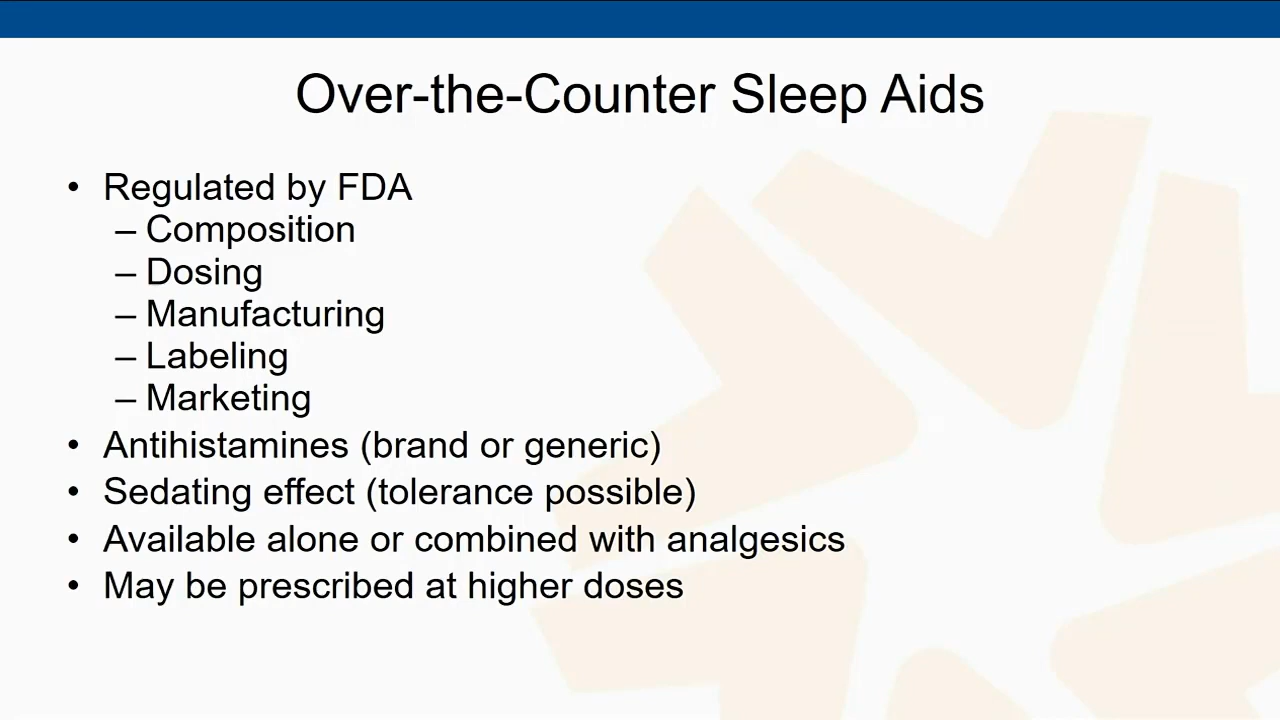 Over-the-Counter Sleep Aids
• Regulated by FDA
– Composition
– Dosing
– Manufacturing
– Labeling
– Marketing
• Antihistamines (brand or generic)
• Sedating effect (tolerance possible)
• Available alone or combined with analgesics
• May be prescribed at higher doses